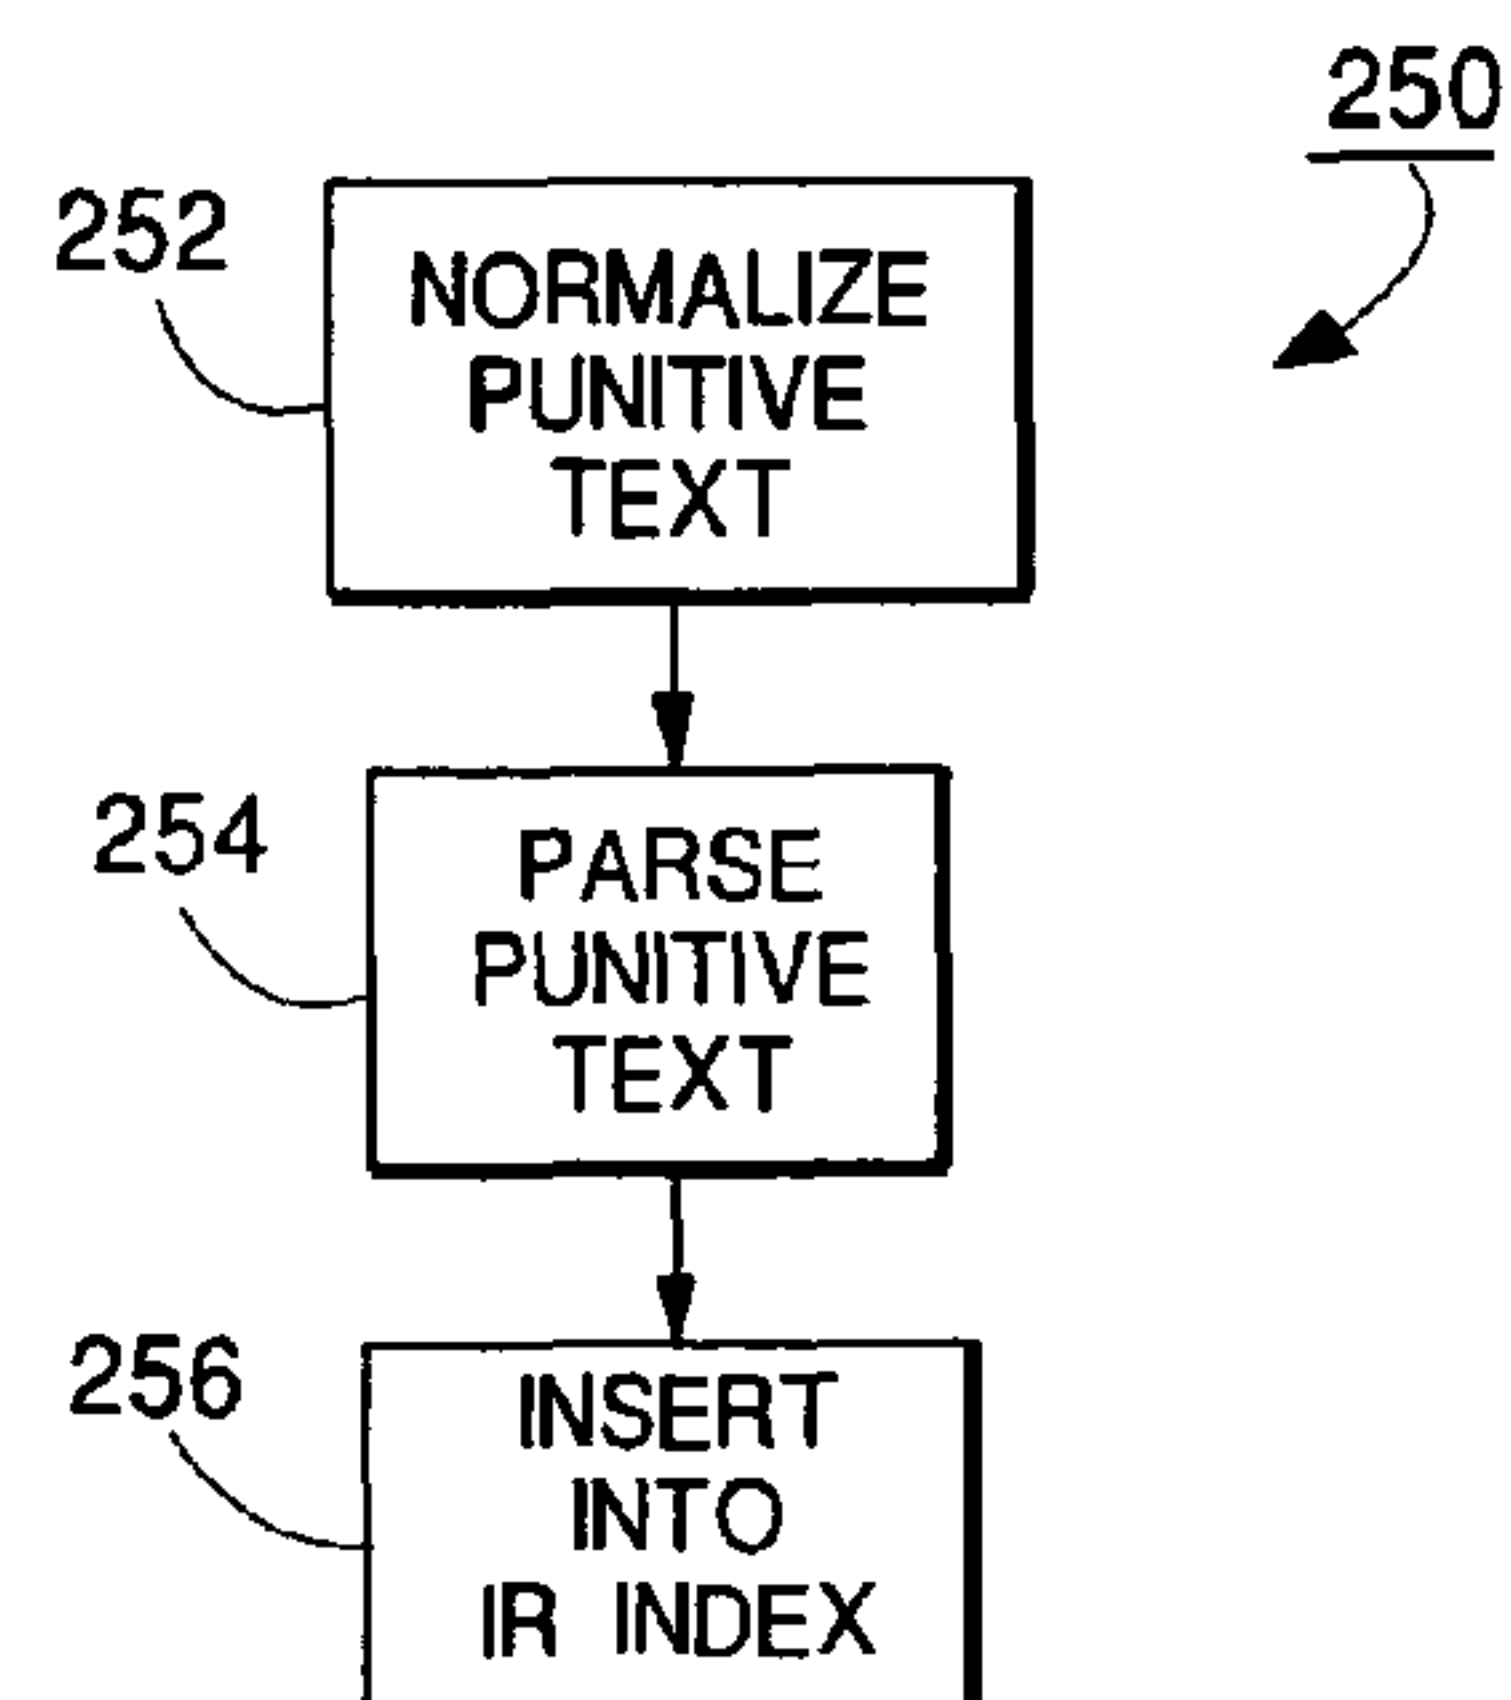 250
252
NORMALIZE
PUNITIVE
TEXT
254
PARSE
PUNITIVE
TEXT
256
INSERT
INTO
IR INDEX